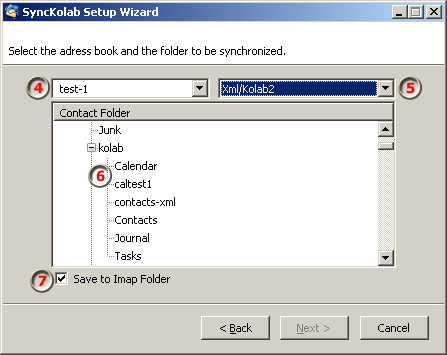 SyncKolab Setup Wizard
Select the adress book and the folder to be synchronized.
4 test-1 Xml/Kolab2 5
Contact Folder
Junk
kolab
Calendar
6 caltest1
contacts-xml
Contacts
Journal
Tasks
7 Save to Imap Folder
< Back Next > Cancel